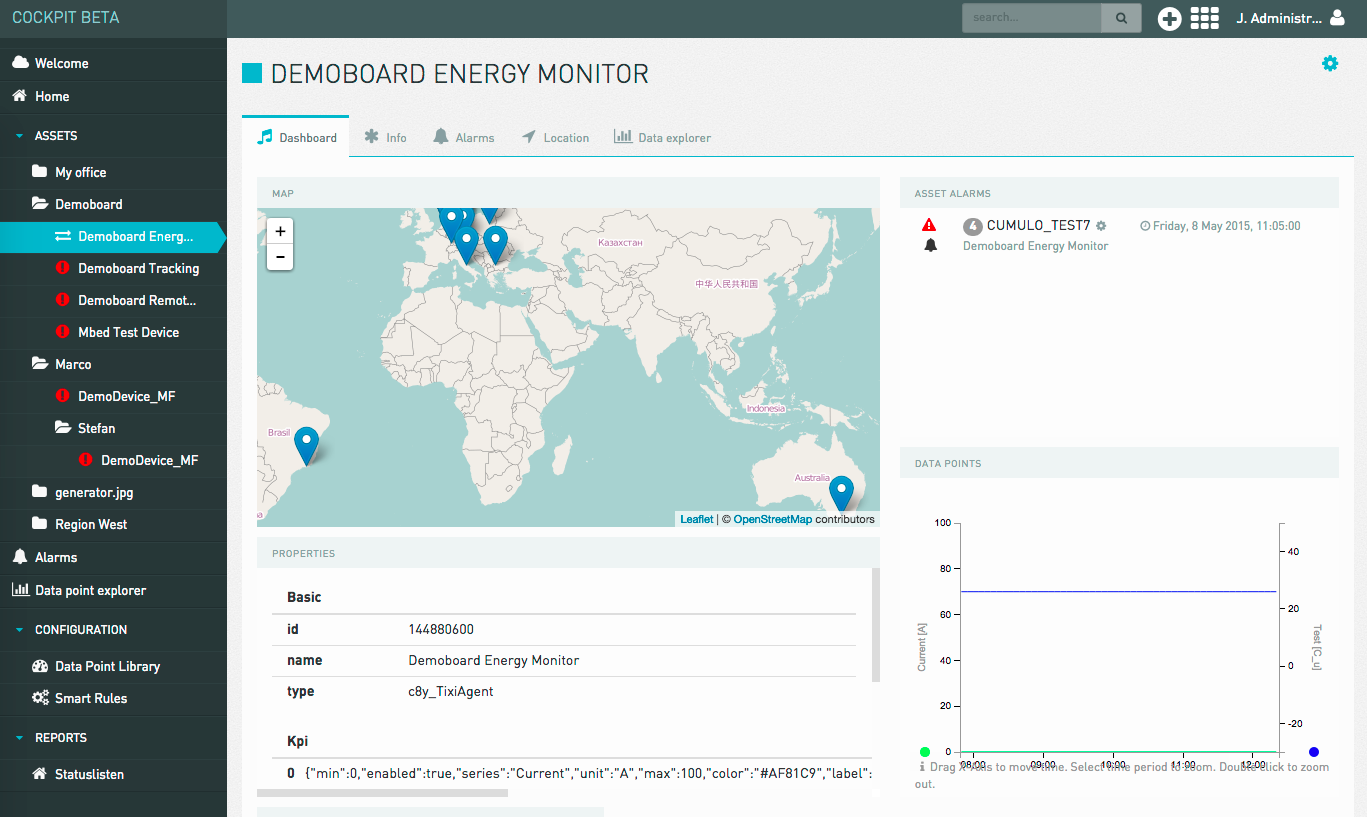 COCKPIT BETA
search...
J. Administr...
Welcome
Home
ASSETS
My office
Demoboard
Demoboard Energ...
Demoboard Tracking
Demoboard Remot...
Mbed Test Device
Marco
DemoDevice_MF
Stefan
DemoDevice_MF
generator.jpg
Region West
Alarms
Data point explorer
CONFIGURATION
Data Point Library
Smart Rules
REPORTS
Statuslisten
DEMOBOARD ENERGY MONITOR
Dashboard
Info
Alarms
Location
Data explorer
MAP
+
−
Казахстан
中华人民共和国
Indonesia
Brasil
Australia
na
Leaflet | © OpenStreetMap contributors
PROPERTIES
Basic
id 144880600
name Demoboard Energy Monitor
type c8y_TixiAgent
Kpi
0 {"min":0,"enabled":true,"series":"Current","unit":"A","max":100,"color":"#AF81C9","label":
ASSET ALARMS
4 CUMULO_TEST7 Friday, 8 May 2015, 11:05:00
Demoboard Energy Monitor
DATA POINTS
100
80
60
40
20
0
Current [A]
40
20
0
-20
Test [C_u]
08:00 09:00 10:00 11:00 12:00
Drag X-Axis to move time. Select time period to zoom. Double click to zoom
out.